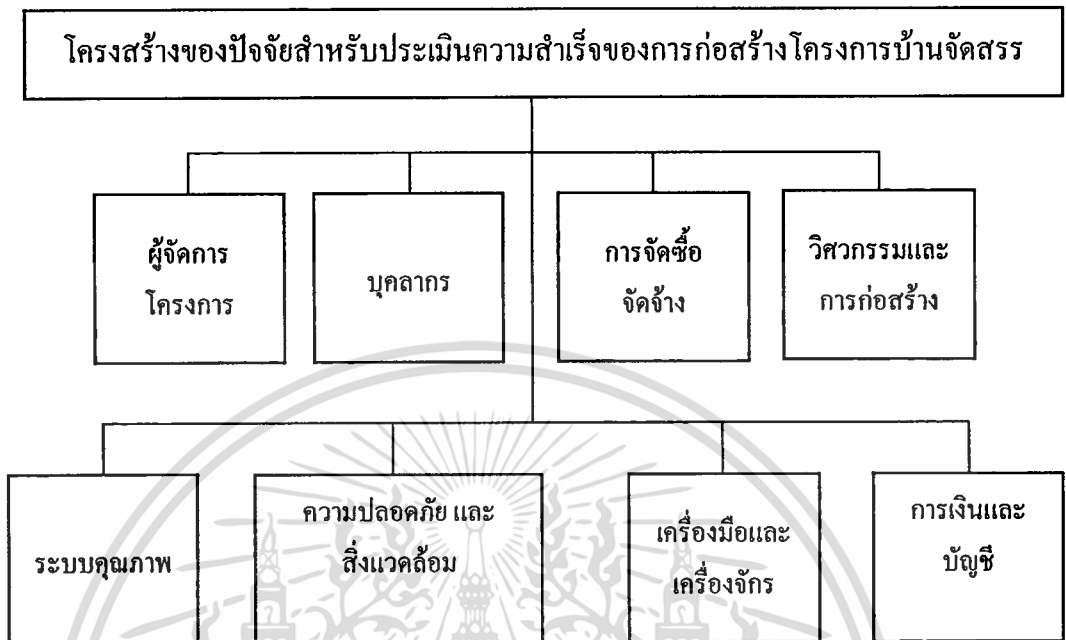 โครงสร้างของปัจจัยสำหรับประเมินความสำเร็จของการก่อสร้างโครงการบ้านจัดสรร
ผู้จัดการ
โครงการ
บุคลากร
การจัดซื้อ
จัดจ้าง
วิศวกรรมและ
การก่อสร้าง
ระบบคุณภาพ
ความปลอดภัย และ
สิ่งแวดล้อม
เครื่องมือและ
เครื่องจักร
การเงินและ
บัญชี